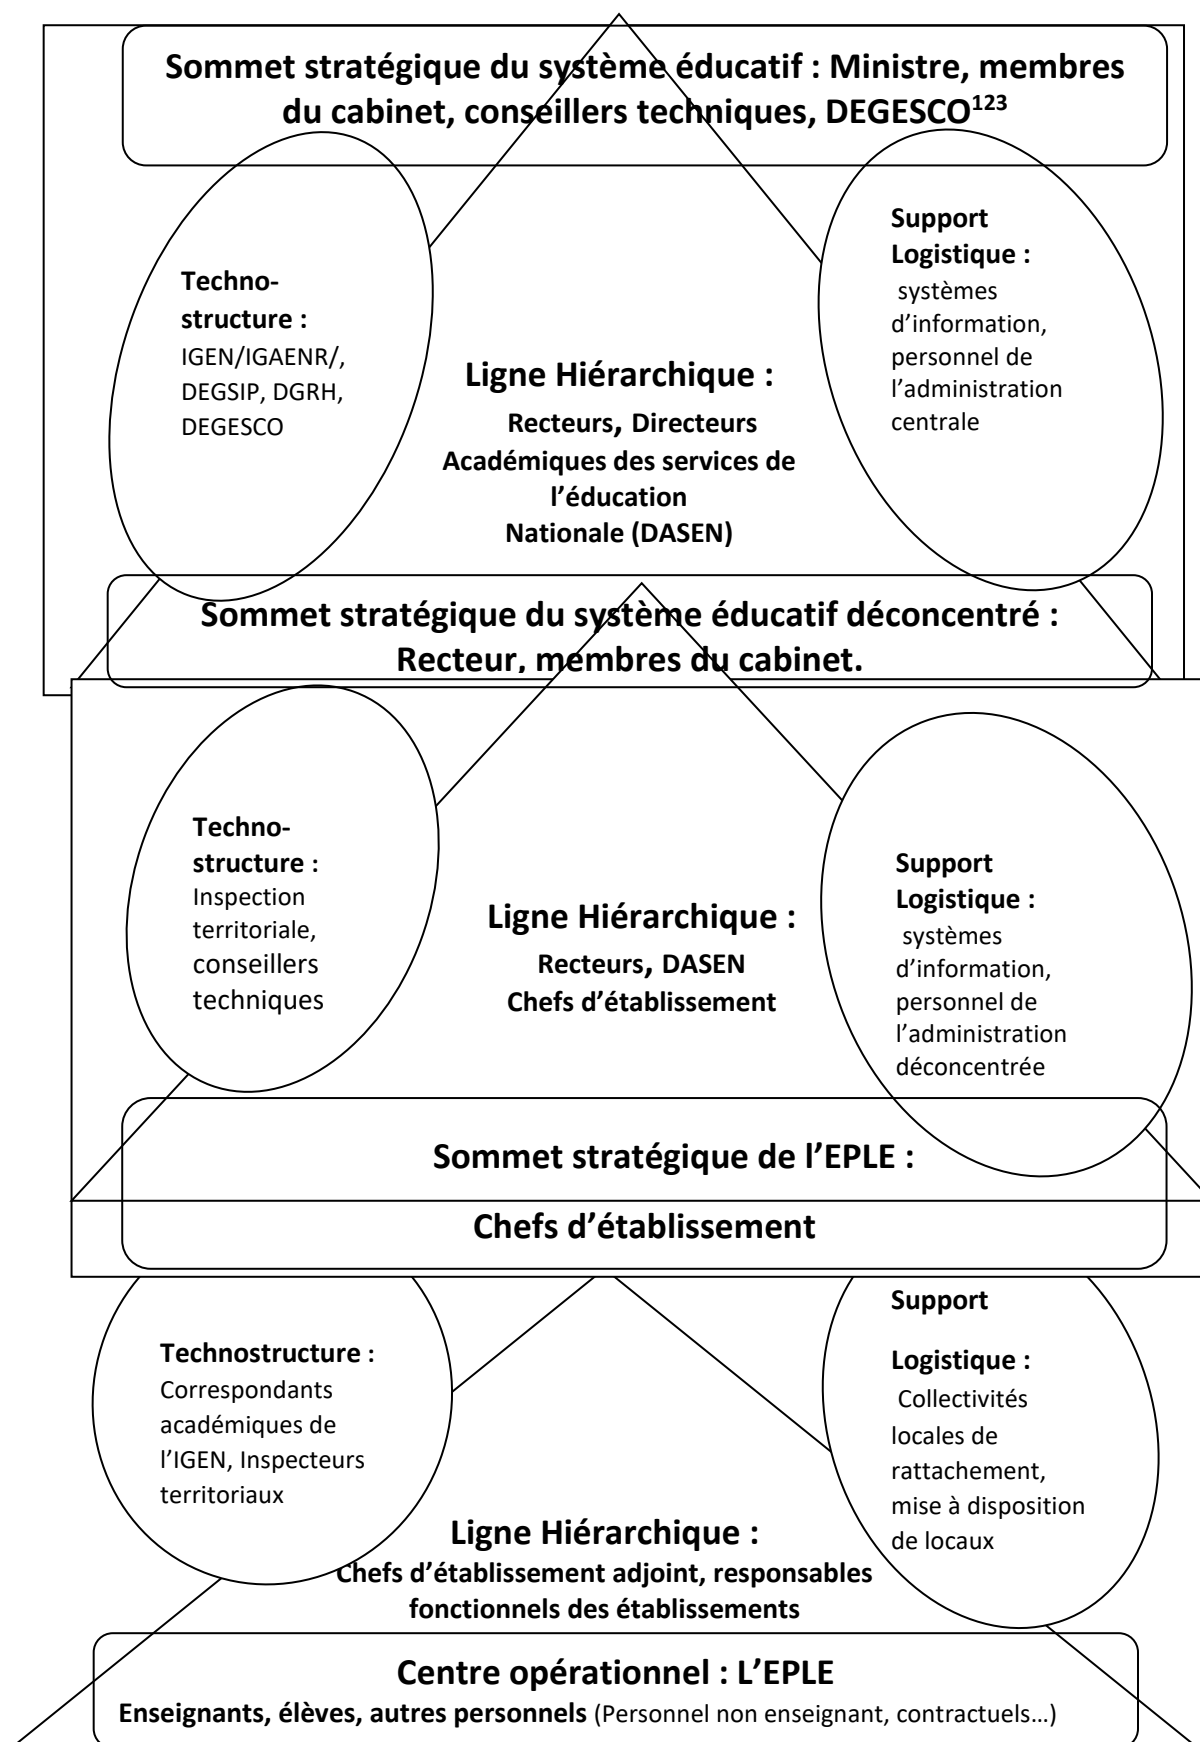 Sommet stratégique du système éducatif : Ministre, membres
du cabinet, conseillers techniques, DEGESCO¹²³
Techno-
structure :
IGEN/IGAENR/,
DEGSIP, DGRH,
DEGESCO
Ligne Hiérarchique :
Recteurs, Directeurs
Académiques des services de
l’éducation
Nationale (DASEN)
Support
Logistique :
systèmes
d’information,
personnel de
l’administration
centrale
Sommet stratégique du système éducatif déconcentré :
Recteur, membres du cabinet.
Techno-
structure :
Inspection
territoriale,
conseillers
techniques
Ligne Hiérarchique :
Recteurs, DASEN
Chefs d’établissement
Support
Logistique :
systèmes
d’information,
personnel de
l’administration
déconcentrée
Sommet stratégique de l’EPLE :
Chefs d’établissement
Technostructure :
Correspondants
académiques de
l’IGEN, Inspecteurs
territoriaux
Support
Logistique :
Collectivités
locales de
rattachement,
mise à disposition
de locaux
Ligne Hiérarchique :
Chefs d’établissement adjoint, responsables
fonctionnels des établissements
Centre opérationnel : L’EPLE
Enseignants, élèves, autres personnels (Personnel non enseignant, contractuels…)